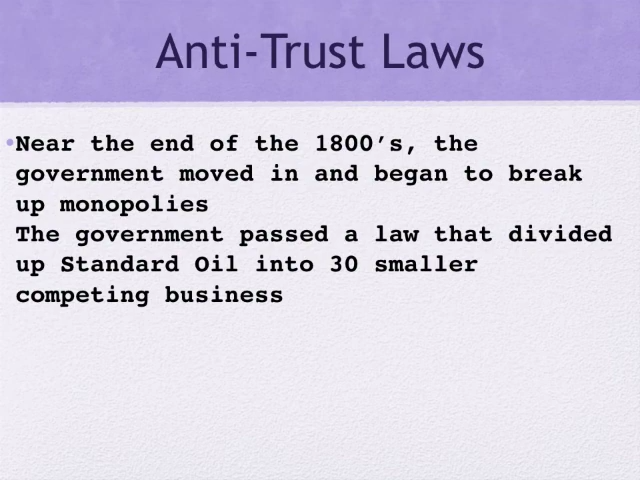 Anti-Trust Laws
•Near the end of the 1800’s, the
government moved in and began to break
up monopolies
The government passed a law that divided
up Standard Oil into 30 smaller
competing business